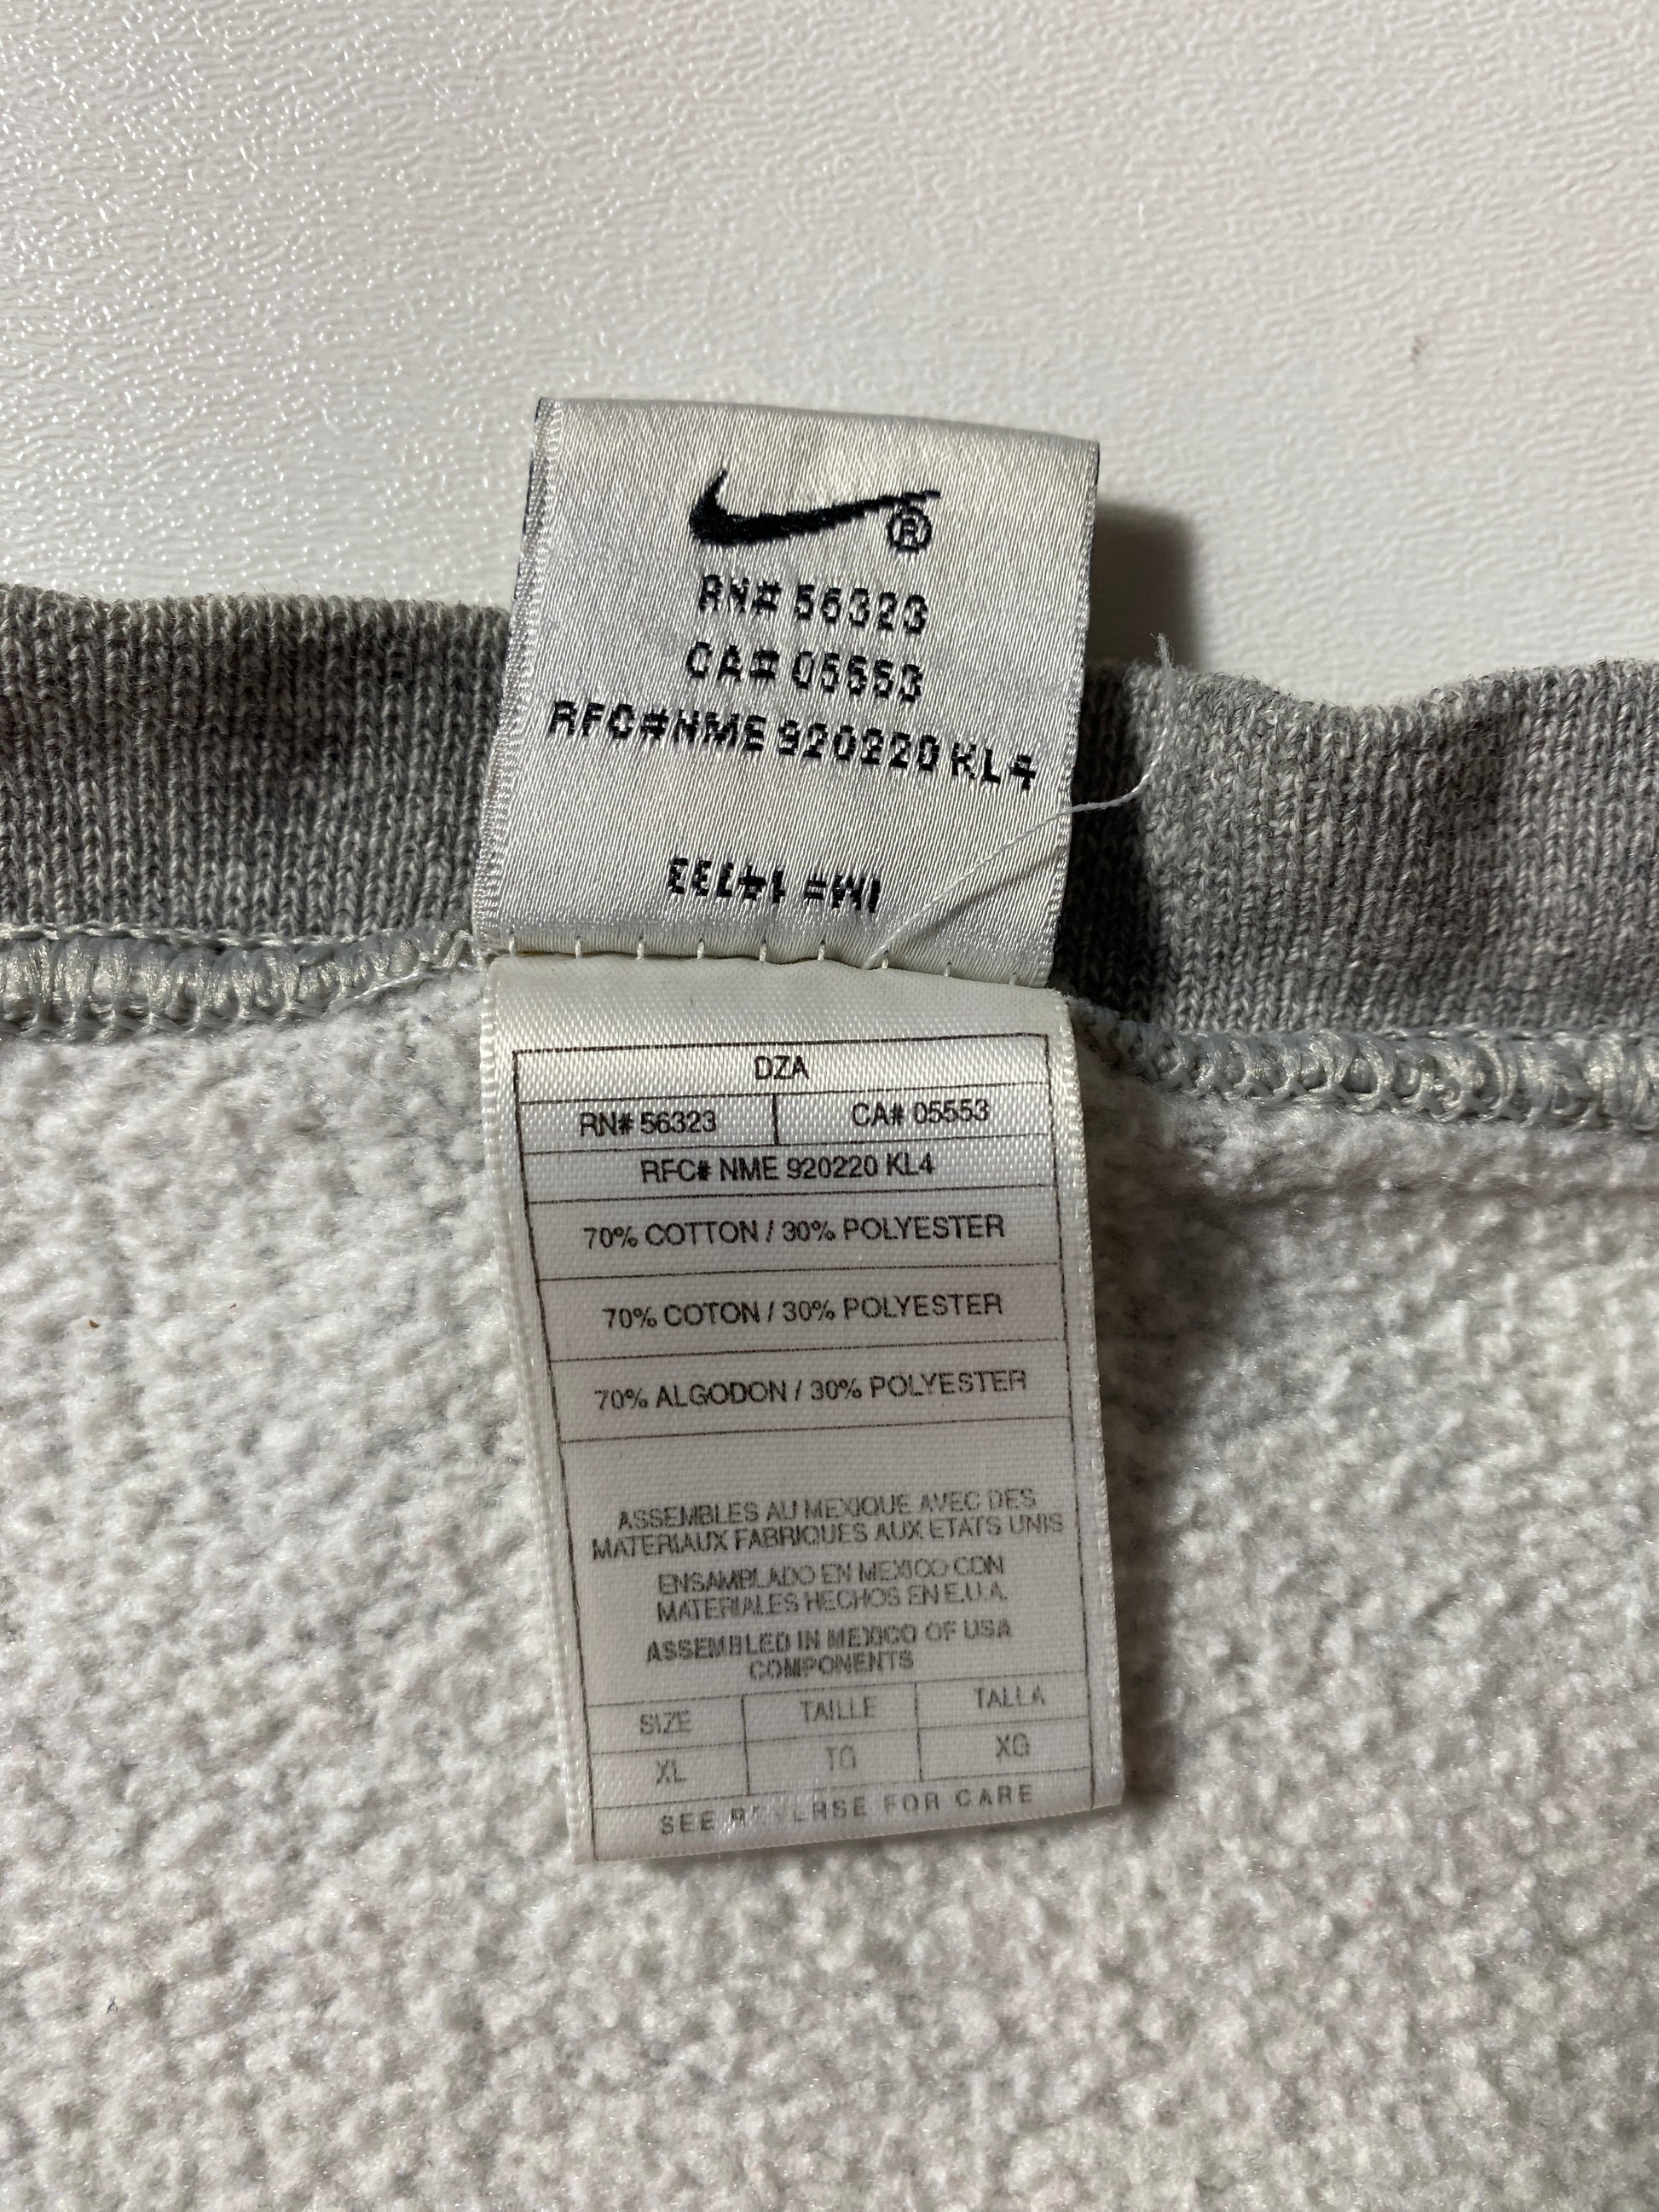 ®
RN# 56323
CA# 05553
RFC#NME 920220 KL4
IM# 14733
DZA
RN# 56323 CA# 05553
RFC# NME 920220 KL4
70% COTTON / 30% POLYESTER
70% COTON / 30% POLYESTER
70% ALGODON / 30% POLYESTER
ASSEMBLES AU MEXIQUE AVEC DES
MATERIAUX FABRIQUES AUX ETATS UNIS
ENSAMBLADO EN MEXICO CON
MATERIALES HECHOS EN E.U.A.
ASSEMBLED IN MEXICO OF USA
COMPONENTS
SIZE TAILLE TALLA
XL TG XG
SEE REVERSE FOR CARE